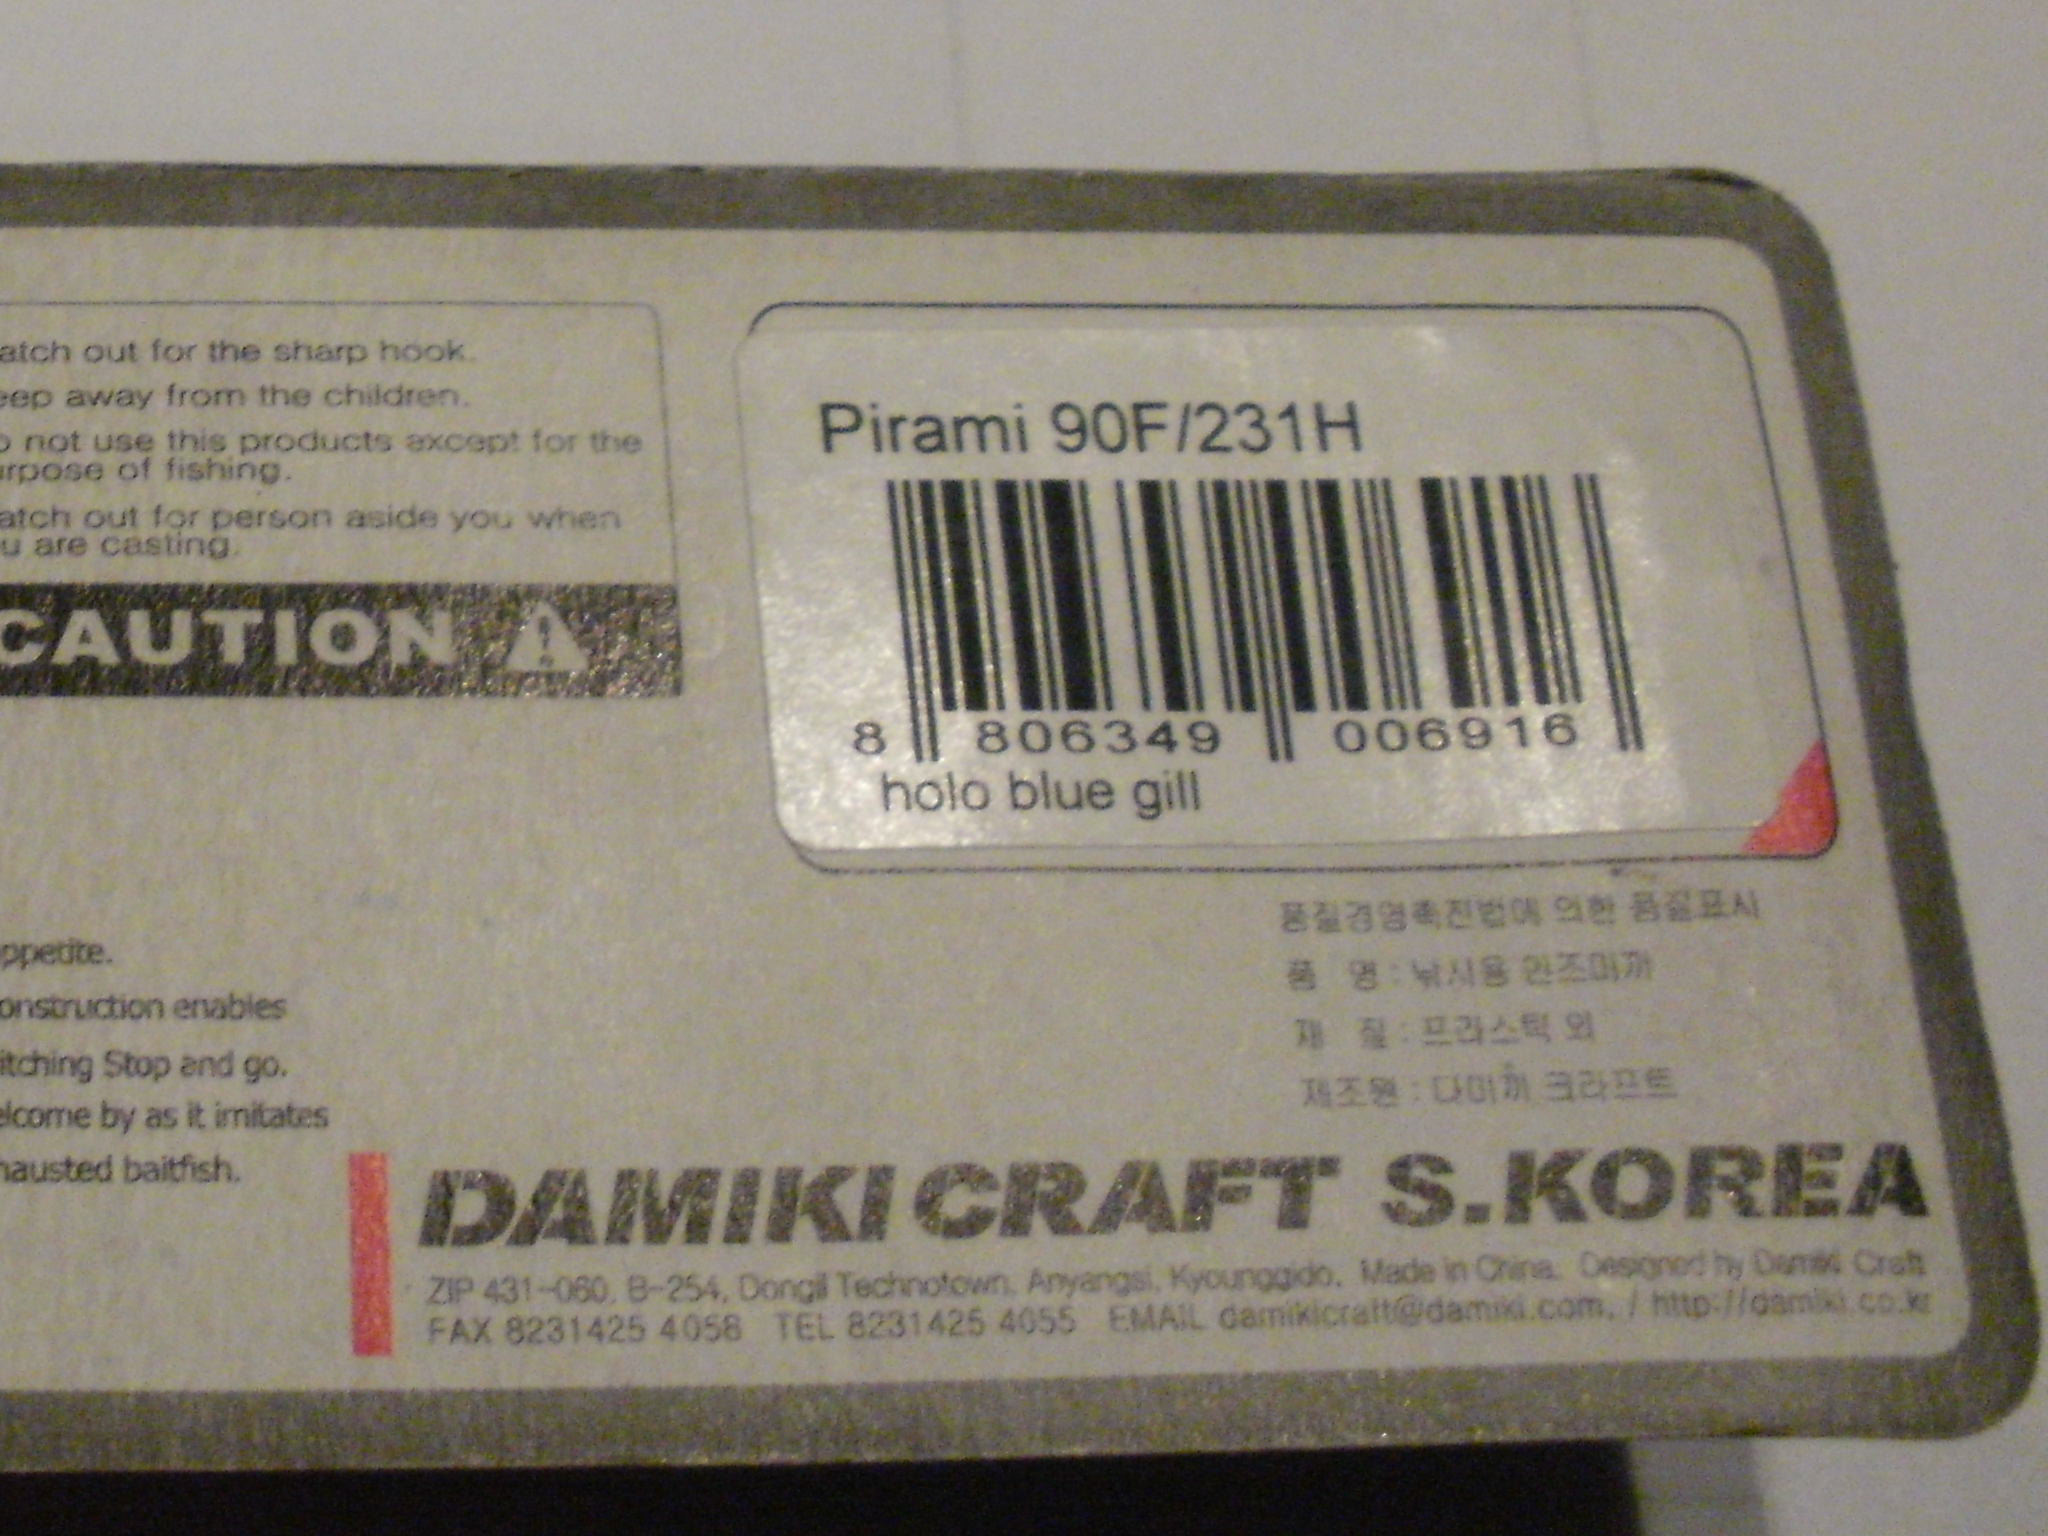 atch out for the sharp hook.
eep away from the children.
o not use this products except for the
urpose of fishing.
atch out for person aside you when
u are casting.
CAUTION
Pirami 90F/231H
8 806349 006916
holo blue gill
ppetite.
onstruction enables
itching Stop and go.
elcome by as it imitates
hausted baitfish.
품질경영촉진법에 의한 품질표시
품 명 : 낚시용 인조미끼
재 질 : 프라스틱 외
제조원 : 다미끼 크라프트
DAMIKI CRAFT S.KOREA
ZIP 431-060, B-254, Dongil Technotown, Anyangsi, Kyounggido, Made in China. Designed by Damiki Craft
FAX 8231425 4058 TEL 8231425 4055 EMAIL damikicraft@damiki.com, / http://damiki.co.kr